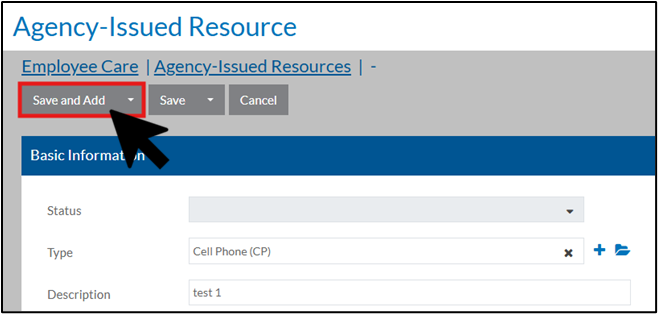 Agency-Issued Resource
Employee Care | Agency-Issued Resources | -
Save and Add Save Cancel
Basic Information
Status
Type Cell Phone (CP)
Description test 1